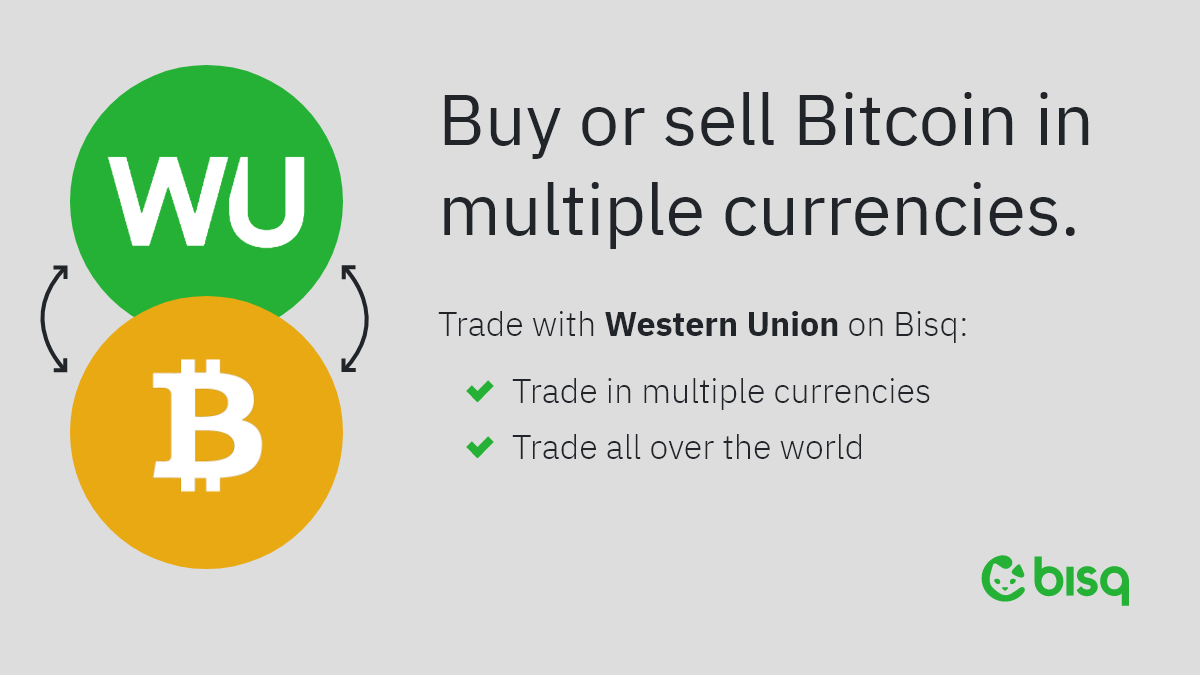 WU
Buy or sell Bitcoin in
multiple currencies.
Trade with Western Union on Bisq:
Trade in multiple currencies
Trade all over the world
bisq